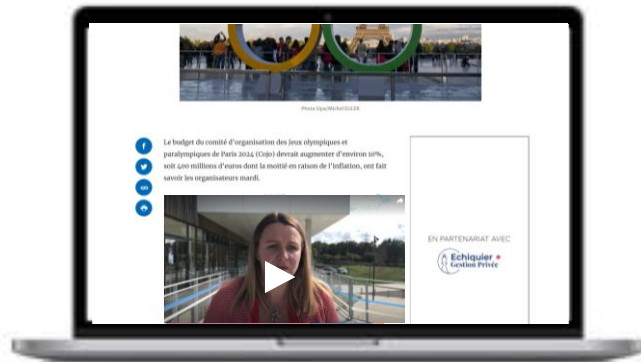 Photo Sipa/Michel EULER
Le budget du comité d'organisation des Jeux olympiques et
paralympiques de Paris 2024 (Cojo) devrait augmenter d'environ 10%,
soit 400 millions d'euros dont la moitié en raison de l'inflation, ont fait
savoir les organisateurs mardi.
EN PARTENARIAT AVEC
Echiquier
Gestion Privée